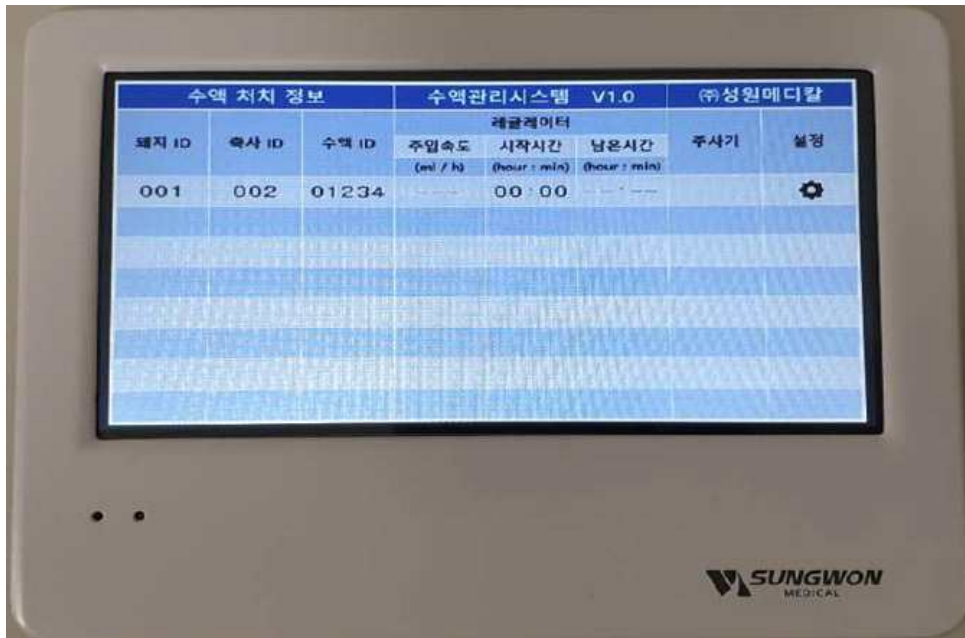 수액 처치 정보 수액관리시스템 V1.0 ㈜성원메디칼
레귤레이터
돼지 ID 축사 ID 수액 ID 주입속도 시작시간 남은시간 주사기 설정
(ml / h) (hour : min) (hour : min)
001 002 01234 --- 00:00 --:--
SUNGWON
MEDICAL